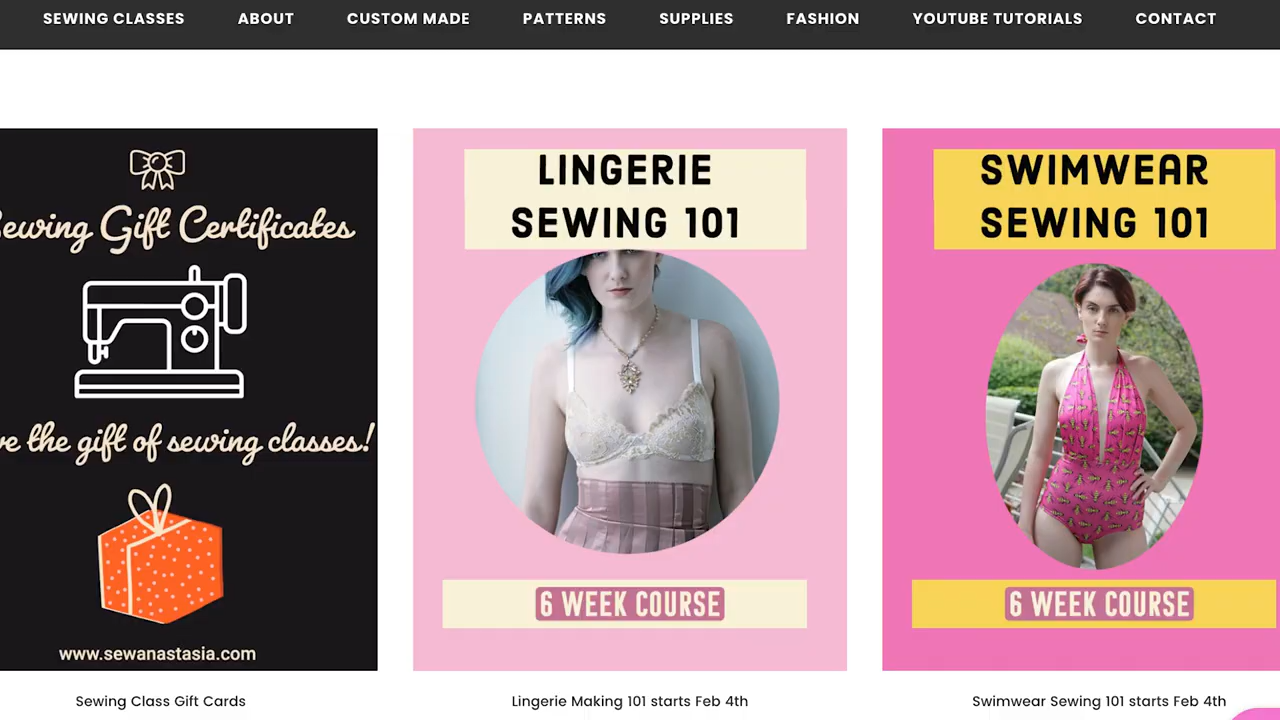 SEWING CLASSES ABOUT CUSTOM MADE PATTERNS SUPPLIES FASHION YOUTUBE TUTORIALS CONTACT
Sewing Gift Certificates
the gift of sewing classes!
www.sewanastasia.com
Sewing Class Gift Cards
LINGERIE
SEWING 101
6 WEEK COURSE
Lingerie Making 101 starts Feb 4th
SWIMWEAR
SEWING 101
6 WEEK COURSE
Swimwear Sewing 101 starts Feb 4th